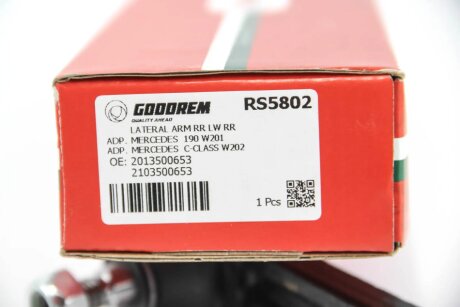 GODOREM RS5802
QUALITY AHEAD
LATERAL ARM RR LW RR
ADP. MERCEDES 190 W201
ADP. MERCEDES C-CLASS W202
OE: 2013500653
2103500653
1 Pcs